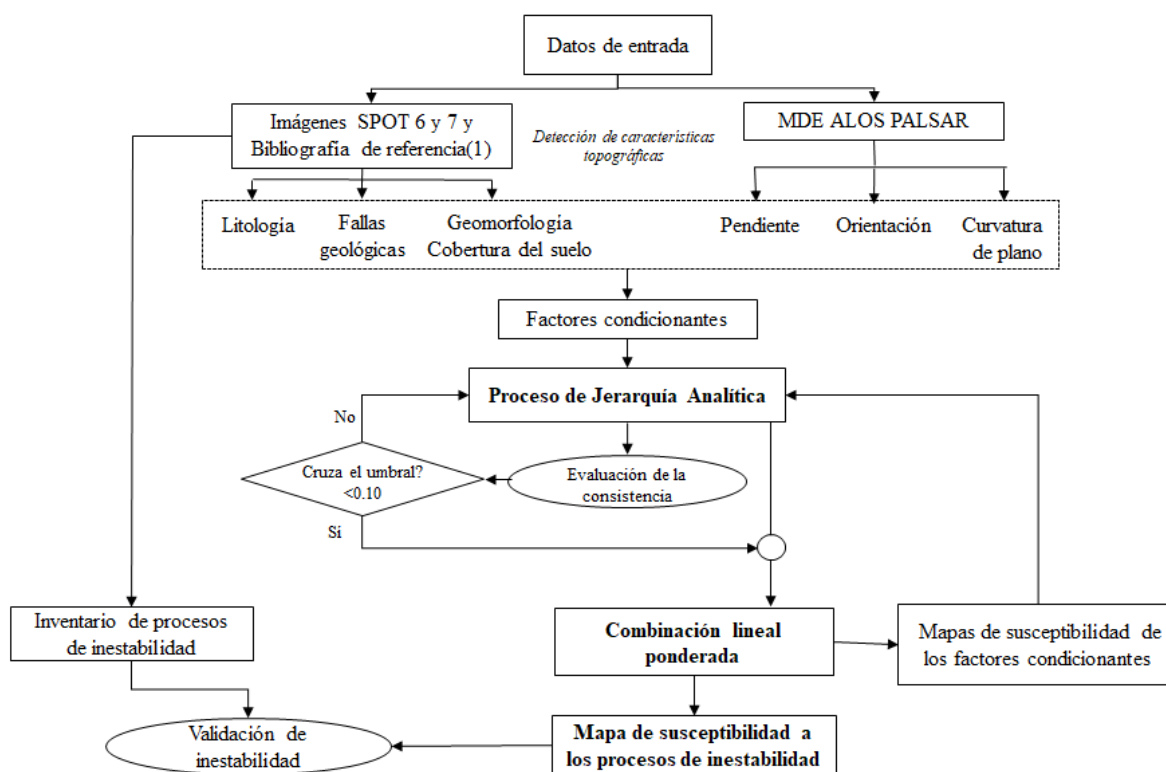 Datos de entrada
Imágenes SPOT 6 y 7 y
Bibliografía de referencia(1)
Detección de características
topográficas
MDE ALOS PALSAR
Litología
Fallas
geológicas
Geomorfología
Cobertura del suelo
Pendiente
Orientación
Curvatura
de plano
Factores condicionantes
Proceso de Jerarquía Analítica
No
Cruza el umbral?
<0.10
Evaluación de la
consistencia
Sí
Inventario de procesos
de inestabilidad
Combinación lineal
ponderada
Mapas de susceptibilidad de
los factores condicionantes
Validación de
inestabilidad
Mapa de susceptibilidad a
los procesos de inestabilidad